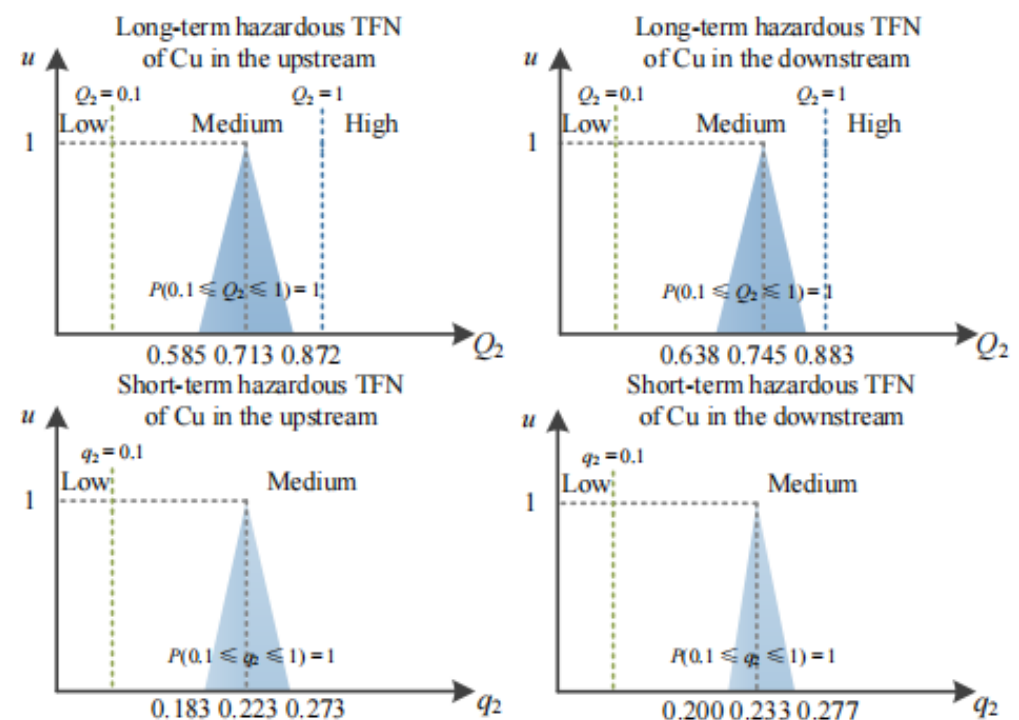 Long-term hazardous TFN
of Cu in the upstream
u
Q₂ = 0.1
Q₂ = 1
Low
Medium
High
1
P(0.1 ⩽ Q₂ ⩽ 1) = 1
0.585 0.713 0.872
Q₂
Long-term hazardous TFN
of Cu in the downstream
u
Q₂ = 0.1
Q₂ = 1
Low
Medium
High
1
P(0.1 ⩽ Q₂ ⩽ 1) = 1
0.638 0.745 0.883
Q₂
Short-term hazardous TFN
of Cu in the upstream
u
q₂ = 0.1
Low
Medium
1
P(0.1 ⩽ q₂ ⩽ 1) = 1
0.183 0.223 0.273
q₂
Short-term hazardous TFN
of Cu in the downstream
u
q₂ = 0.1
Low
Medium
1
P(0.1 ⩽ q₂ ⩽ 1) = 1
0.200 0.233 0.277
q₂